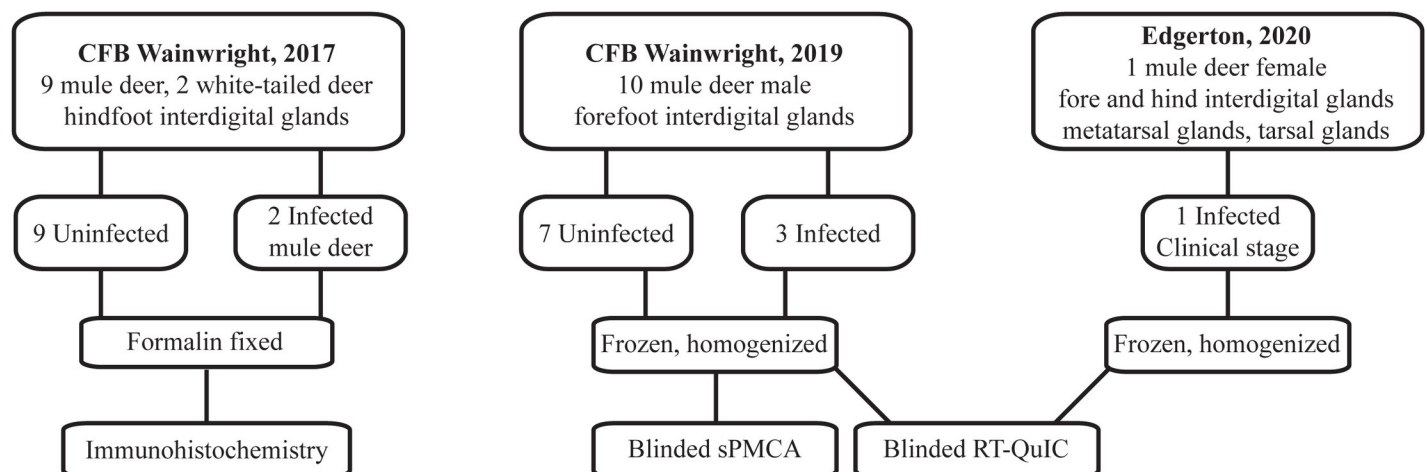 CFB Wainwright, 2017
9 mule deer, 2 white-tailed deer
hindfoot interdigital glands
9 Uninfected
2 Infected
mule deer
Formalin fixed
Immunohistochemistry
CFB Wainwright, 2019
10 mule deer male
forefoot interdigital glands
7 Uninfected
3 Infected
Frozen, homogenized
Blinded sPMCA
Blinded RT-QuIC
Edgerton, 2020
1 mule deer female
fore and hind interdigital glands
metatarsal glands, tarsal glands
1 Infected
Clinical stage
Frozen, homogenized